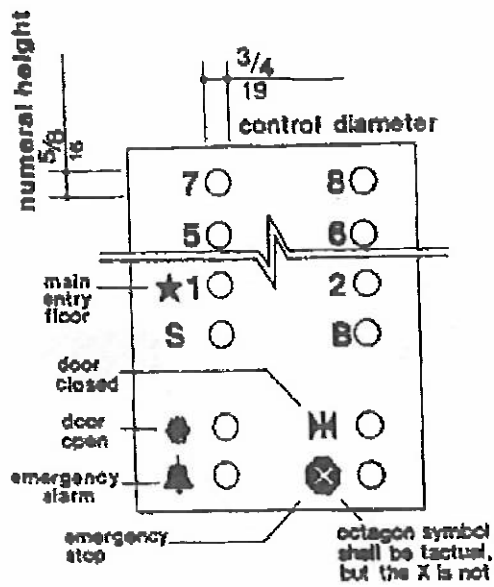 3/4
19
control diameter
numeral height
5/8
16
7 8
5 6
main
entry
floor
1 2
S B
door
closed
door
open
emergency
alarm
X
emergency
stop
octagon symbol
shall be tactual,
but the X is not